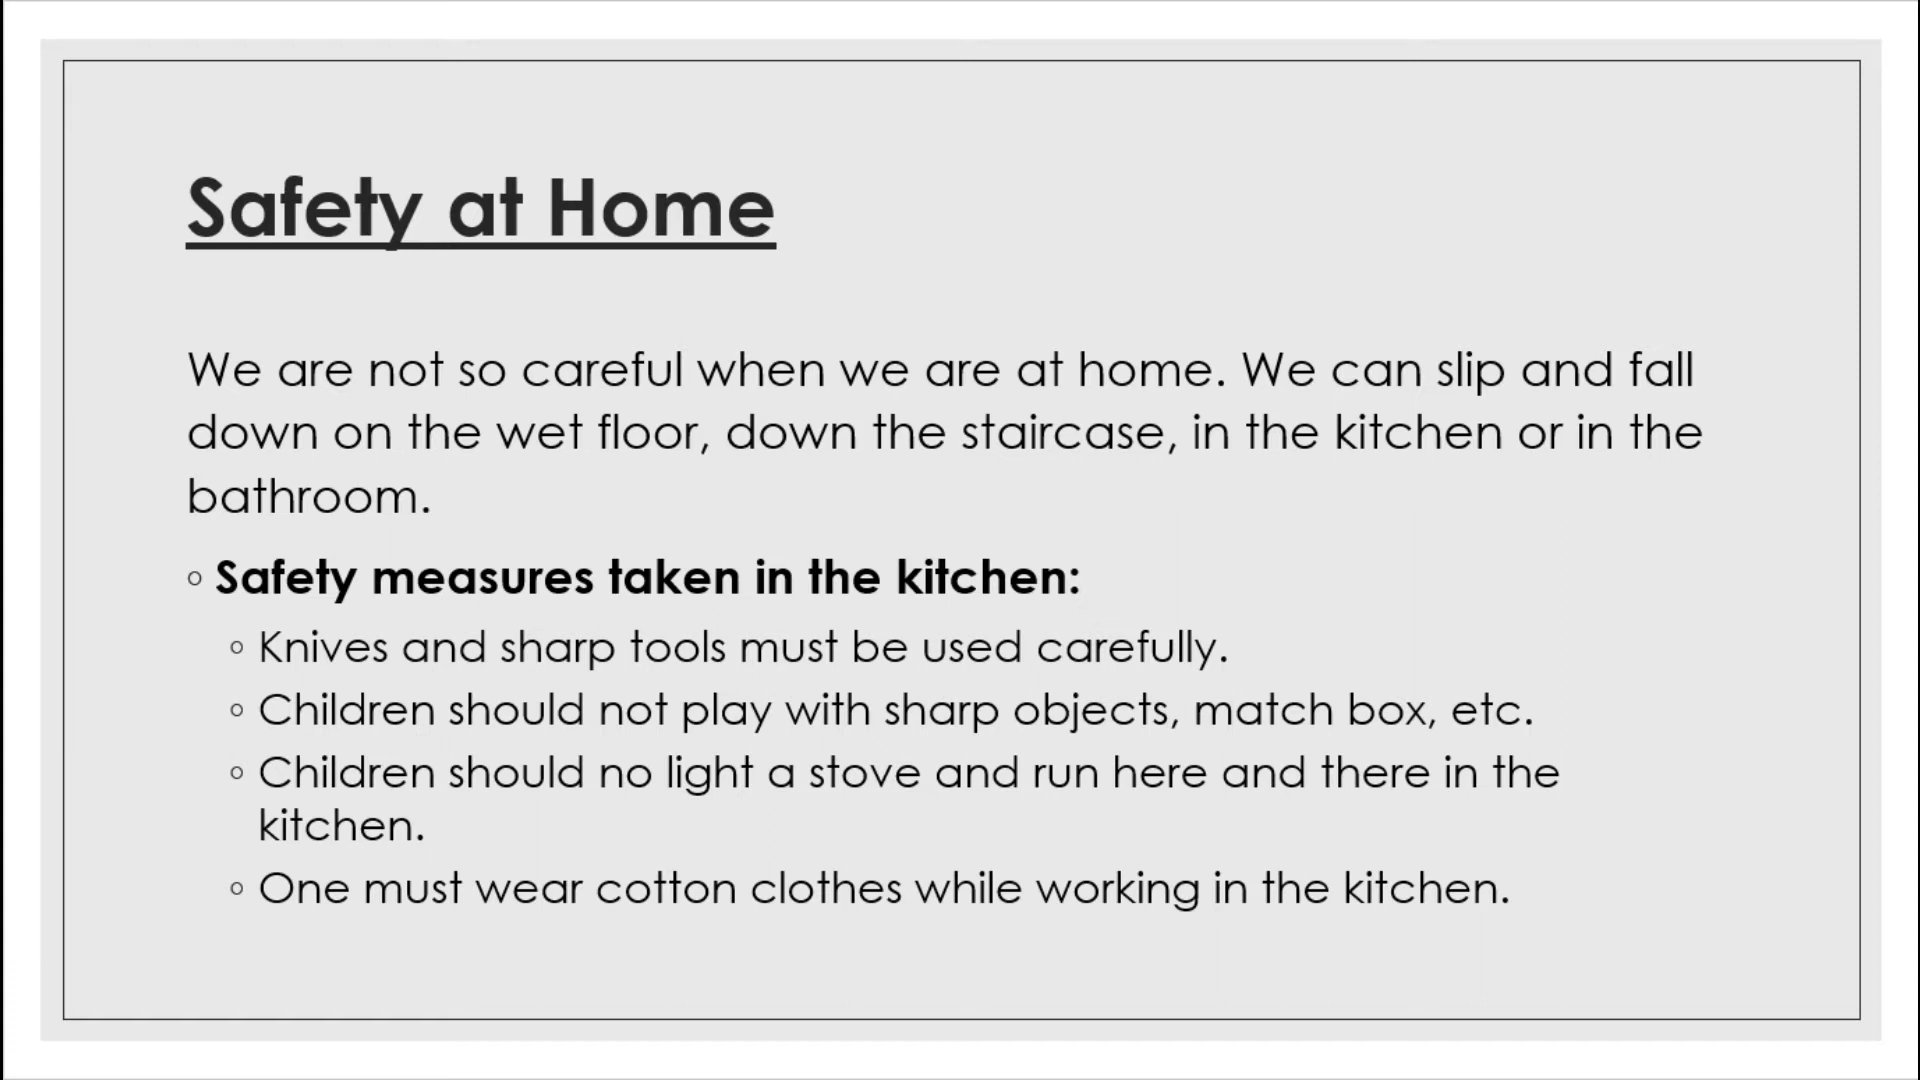 Safety at Home
We are not so careful when we are at home. We can slip and fall
down on the wet floor, down the staircase, in the kitchen or in the
bathroom.
◦ Safety measures taken in the kitchen:
◦ Knives and sharp tools must be used carefully.
◦ Children should not play with sharp objects, match box, etc.
◦ Children should no light a stove and run here and there in the
kitchen.
◦ One must wear cotton clothes while working in the kitchen.